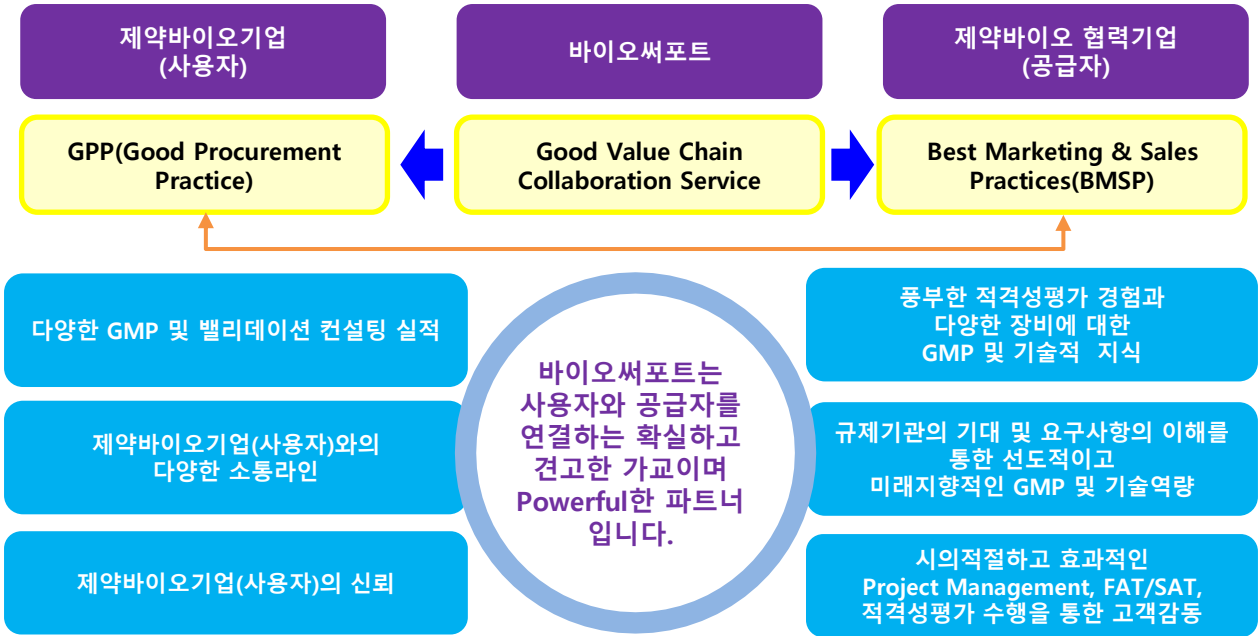 제약바이오기업
(사용자)
바이오써포트
제약바이오 협력기업
(공급자)
GPP(Good Procurement
Practice)
Good Value Chain
Collaboration Service
Best Marketing & Sales
Practices(BMSP)
다양한 GMP 및 밸리데이션 컨설팅 실적
제약바이오기업(사용자)와의
다양한 소통라인
제약바이오기업(사용자)의 신뢰
바이오써포트는
사용자와 공급자를
연결하는 확실하고
견고한 가교이며
Powerful한 파트너
입니다.
풍부한 적격성평가 경험과
다양한 장비에 대한
GMP 및 기술적 지식
규제기관의 기대 및 요구사항의 이해를
통한 선도적이고
미래지향적인 GMP 및 기술역량
시의적절하고 효과적인
Project Management, FAT/SAT,
적격성평가 수행을 통한 고객감동